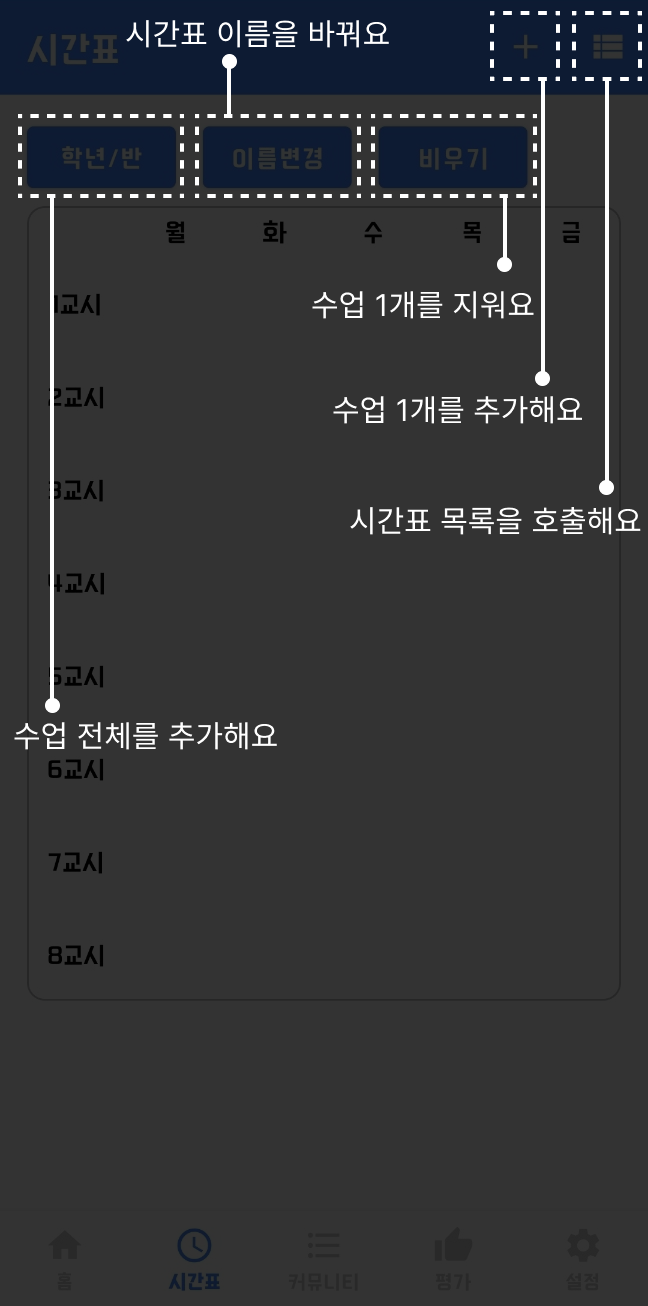 시간표
시간표 이름을 바꿔요
학년/반
이름변경
비우기
월 화 수 목 금
1교시
수업 1개를 지워요
2교시
수업 1개를 추가해요
3교시
시간표 목록을 호출해요
4교시
5교시
수업 전체를 추가해요
6교시
7교시
8교시
홈
시간표
커뮤니티
평가
설정